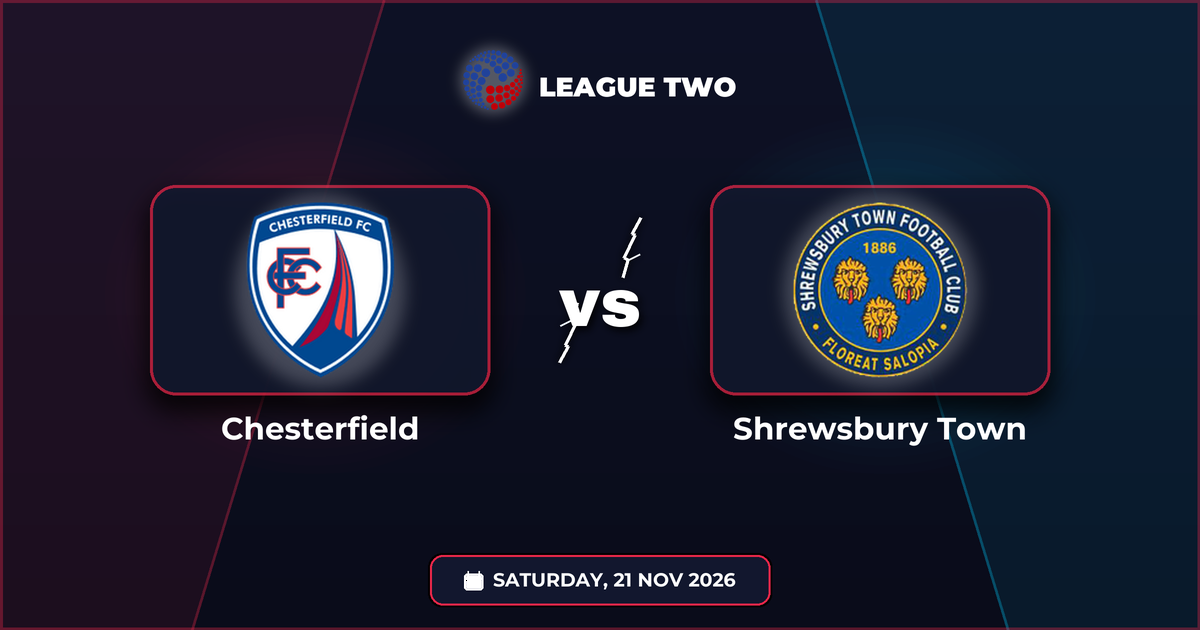 LEAGUE TWO
CHESTERFIELD FC
CFC
SHREWSBURY TOWN FOOTBALL CLUB
1886
FLOREAT SALOPIA
VS
Chesterfield
Shrewsbury Town
SATURDAY, 21 NOV 2026